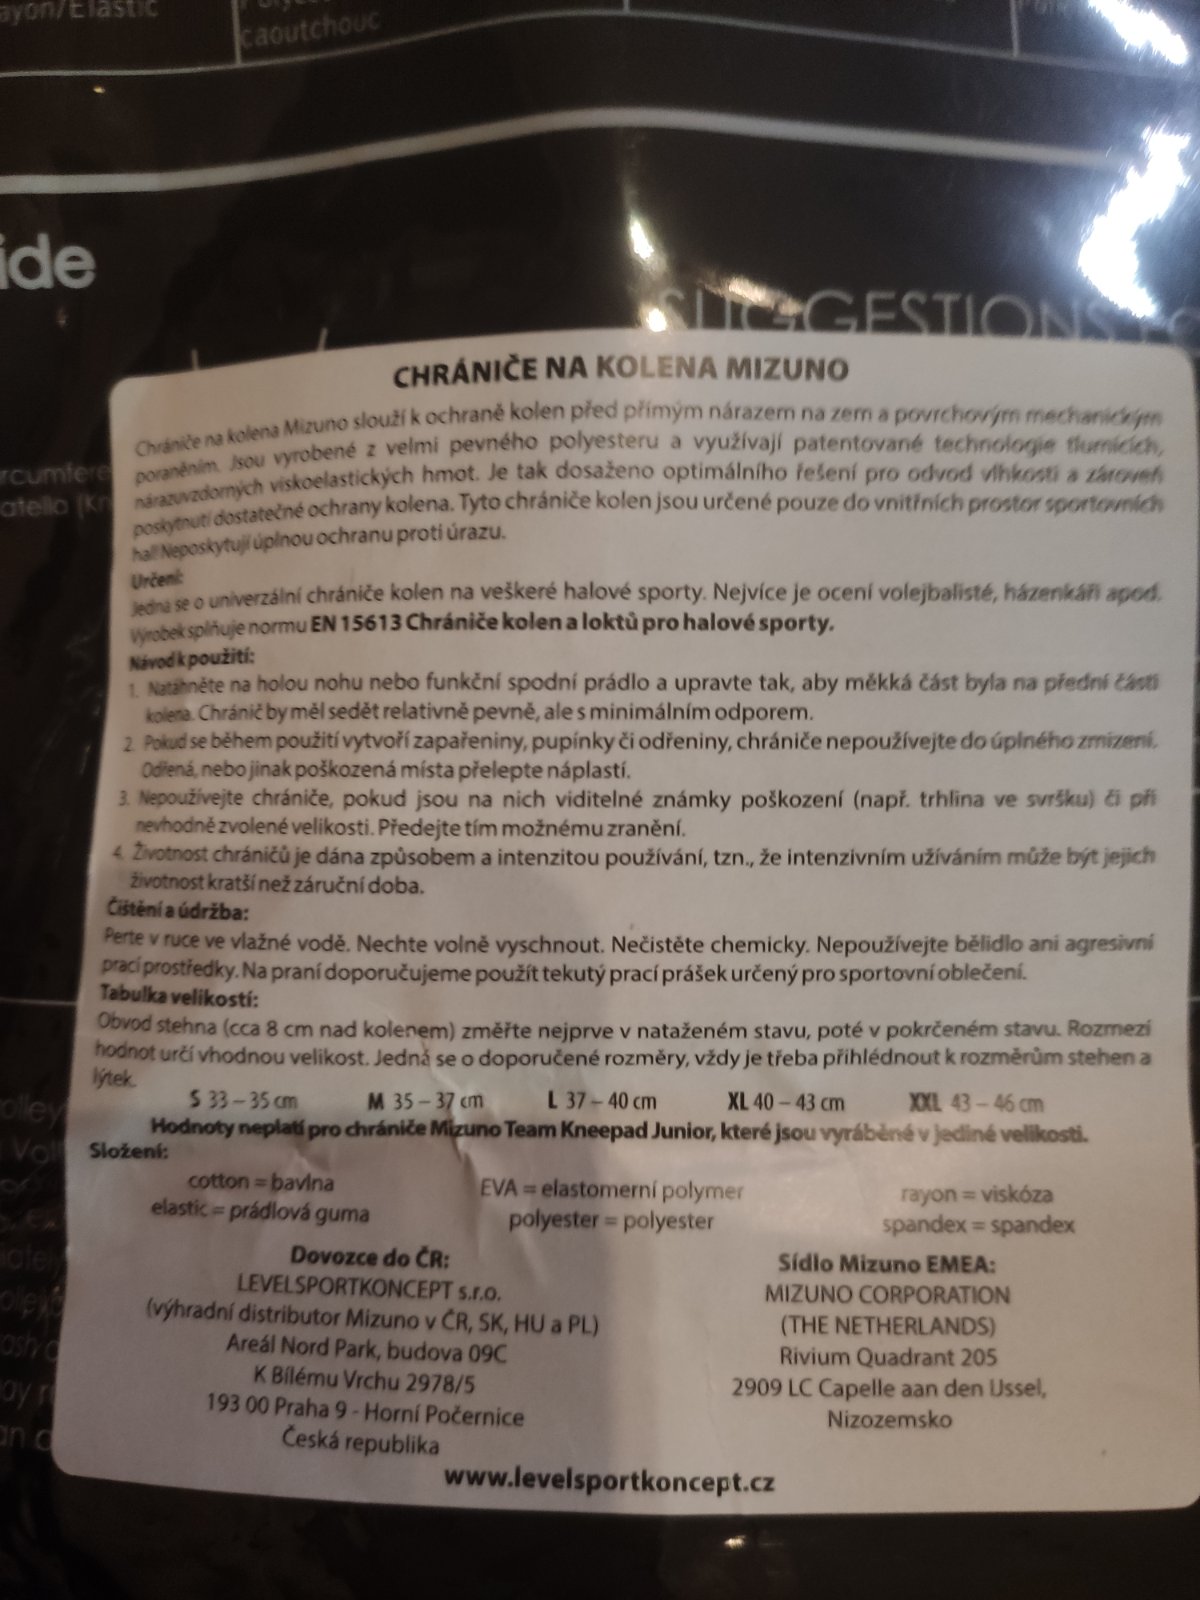 ayon/Elastic
caoutchouc
ide
SUGGESTIONS
CHRÁNIČE NA KOLENA MIZUNO
Chrániče na kolena Mizuno slouží k ochraně kolen před přímým nárazem na zem a povrchovým mechanickým
poraněním. Jsou vyrobené z velmi pevného polyesteru a využívají patentované technologie tlumících,
nárazuvzdorných viskoelastických hmot. Je tak dosaženo optimálního řešení pro odvod vlhkosti a zároveň
poskytnutí dostatečné ochrany kolena. Tyto chrániče kolen jsou určené pouze do vnitřních prostor sportovních
hal! Neposkytují úplnou ochranu proti úrazu.
Určení:
Jedná se o univerzální chrániče kolen na veškeré halové sporty. Nejvíce je ocení volejbalisté, házenkáři apod.
Výrobek splňuje normu EN 15613 Chrániče kolen a loktů pro halové sporty.
Návod k použití:
1. Natáhněte na holou nohu nebo funkční spodní prádlo a upravte tak, aby měkká část byla na přední části
kolena. Chránič by měl sedět relativně pevně, ale s minimálním odporem.
2. Pokud se během použití vytvoří zapařeniny, pupínky či odřeniny, chrániče nepoužívejte do úplného zmizení.
Odřená, nebo jinak poškozená místa přelepte náplastí.
3. Nepoužívejte chrániče, pokud jsou na nich viditelné známky poškození (např. trhlina ve svršku) či při
nevhodně zvolené velikosti. Předejte tím možnému zranění.
4. Životnost chráničů je dána způsobem a intenzitou používání, tzn., že intenzivním užíváním může být jejich
životnost kratší než záruční doba.
Čištění a údržba:
Perte v ruce ve vlažné vodě. Nechte volně vyschnout. Nečistěte chemicky. Nepoužívejte bělidlo ani agresivní
prací prostředky. Na praní doporučujeme použít tekutý prací prášek určený pro sportovní oblečení.
Tabulka velikostí:
Obvod stehna (cca 8 cm nad kolenem) změřte nejprve v nataženém stavu, poté v pokrčeném stavu. Rozmezí
hodnot určí vhodnou velikost. Jedná se o doporučené rozměry, vždy je třeba přihlédnout k rozměrům stehen a
lýtek.
S 33 – 35 cm M 35 – 37 cm L 37 – 40 cm XL 40 – 43 cm XXL 43 – 46 cm
Hodnoty neplatí pro chrániče Mizuno Team Kneepad Junior, které jsou vyráběné v jediné velikosti.
Složení:
cotton = bavlna EVA = elastomerní polymer rayon = viskóza
elastic = prádlová guma polyester = polyester spandex = spandex
Dovozce do ČR:
LEVELSPORTKONCEPT s.r.o.
(výhradní distributor Mizuno v ČR, SK, HU a PL)
Areál Nord Park, budova 09C
K Bílému Vrchu 2978/5
193 00 Praha 9 - Horní Počernice
Česká republika
Sídlo Mizuno EMEA:
MIZUNO CORPORATION
(THE NETHERLANDS)
Rivium Quadrant 205
2909 LC Capelle aan den IJssel,
Nizozemsko
www.levelsportkoncept.cz